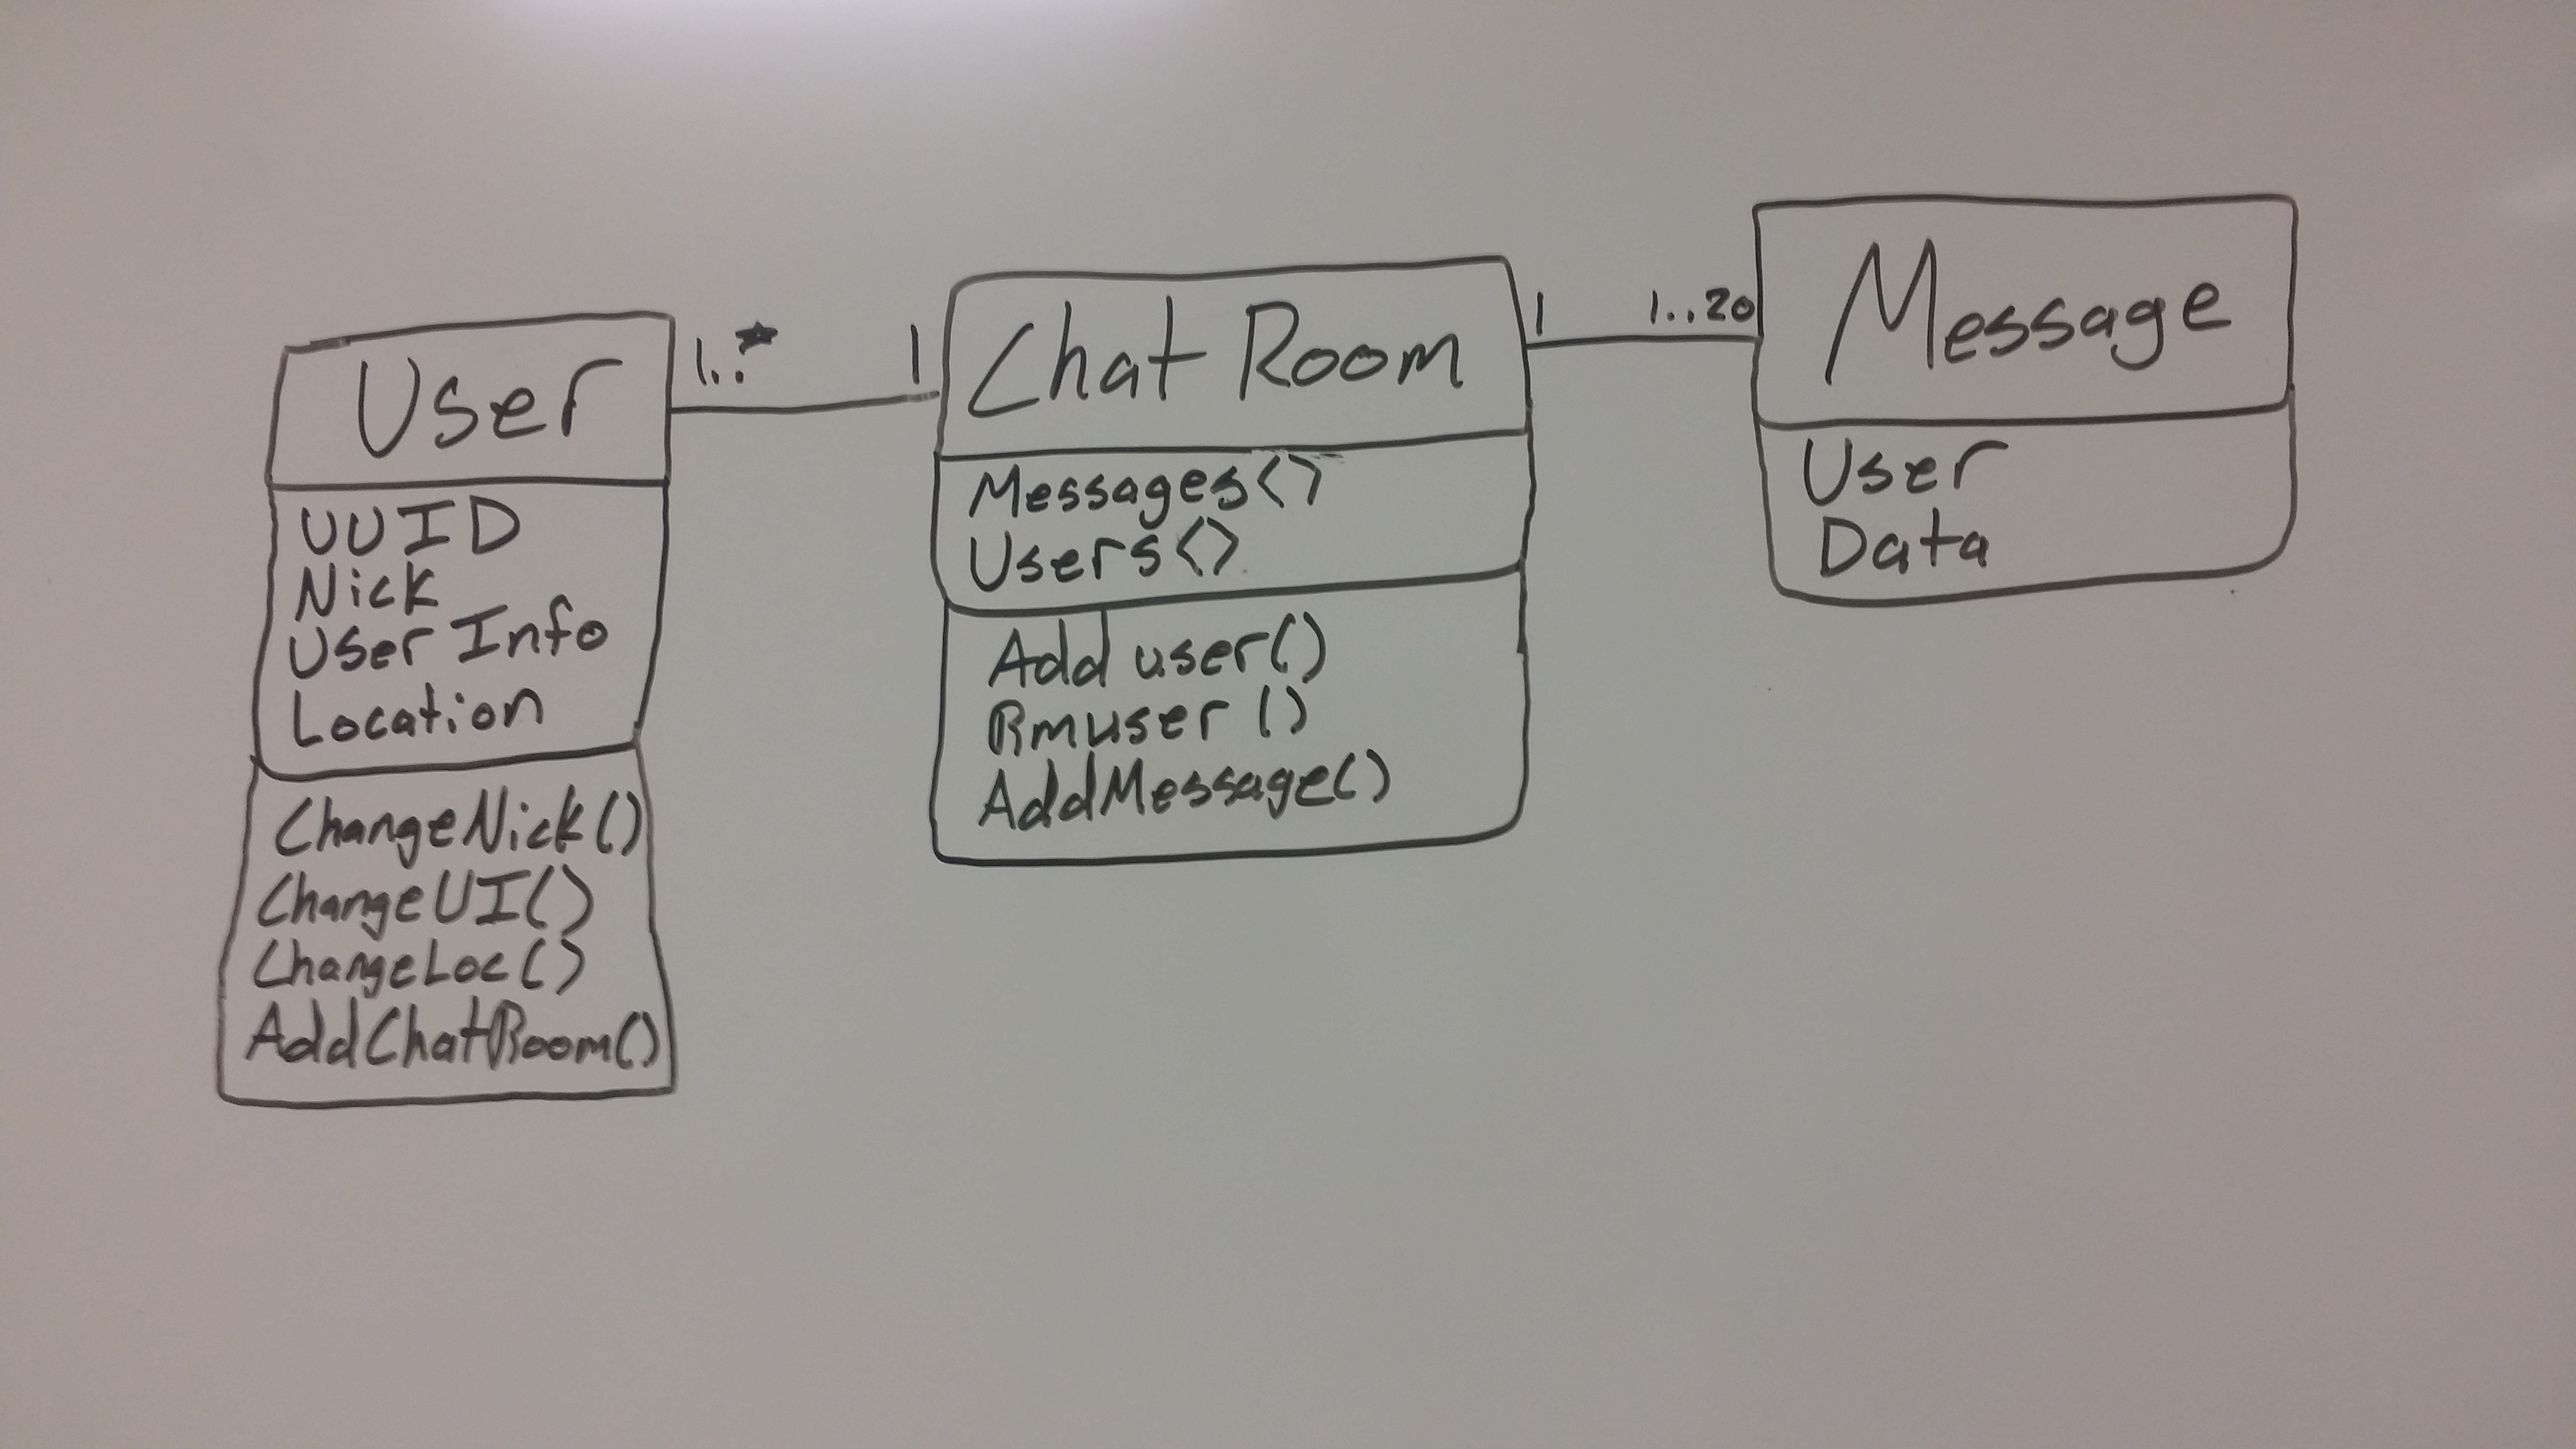 User
UUID
Nick
User Info
Location
ChangeNick()
ChangeUI()
ChangeLoc()
AddChatRoom()
1..*
1
Chat Room
Messages<>
Users<>
Add user()
Rmuser()
AddMessage()
1
1..20
Message
User
Data